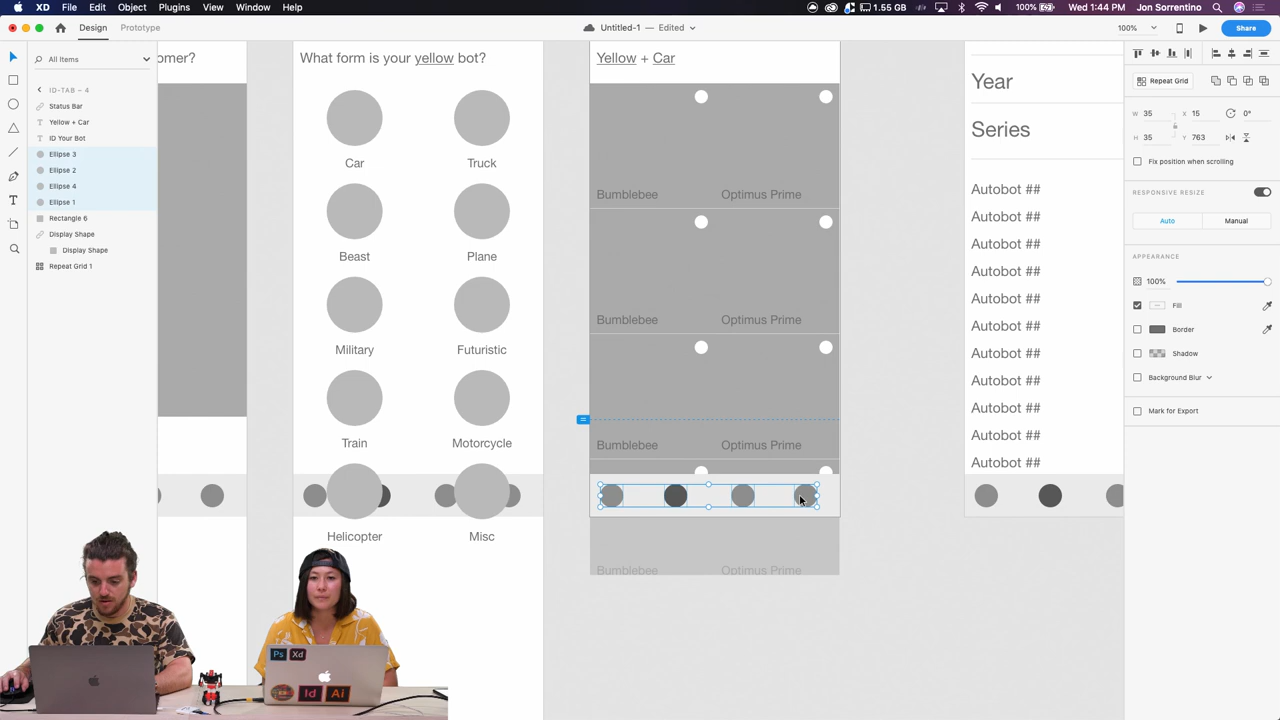 XD File Edit Object Plugins View Window Help
1.55 GB 100% Wed 1:44 PM Jon Sorrentino
Design Prototype
Untitled-1 — Edited
100%
Share
All Items
ID-TAB – 4
Status Bar
Yellow + Car
ID Your Bot
Ellipse 3
Ellipse 2
Ellipse 4
Ellipse 1
Rectangle 6
Display Shape
Display Shape
Repeat Grid 1
omer?
What form is your yellow bot?
Car Truck
Beast Plane
Military Futuristic
Train Motorcycle
Helicopter Misc
Yellow + Car
Bumblebee Optimus Prime
Bumblebee Optimus Prime
Bumblebee Optimus Prime
Bumblebee Optimus Prime
Year
Series
Autobot ##
Autobot ##
Autobot ##
Autobot ##
Autobot ##
Autobot ##
Autobot ##
Autobot ##
Autobot ##
Autobot ##
Autobot ##
Repeat Grid
W 35 X 15 0°
H 35 Y 763
Fix position when scrolling
RESPONSIVE RESIZE
Auto Manual
APPEARANCE
100%
Fill
Border
Shadow
Background Blur
Mark for Export
Ps Xd
Id Ai